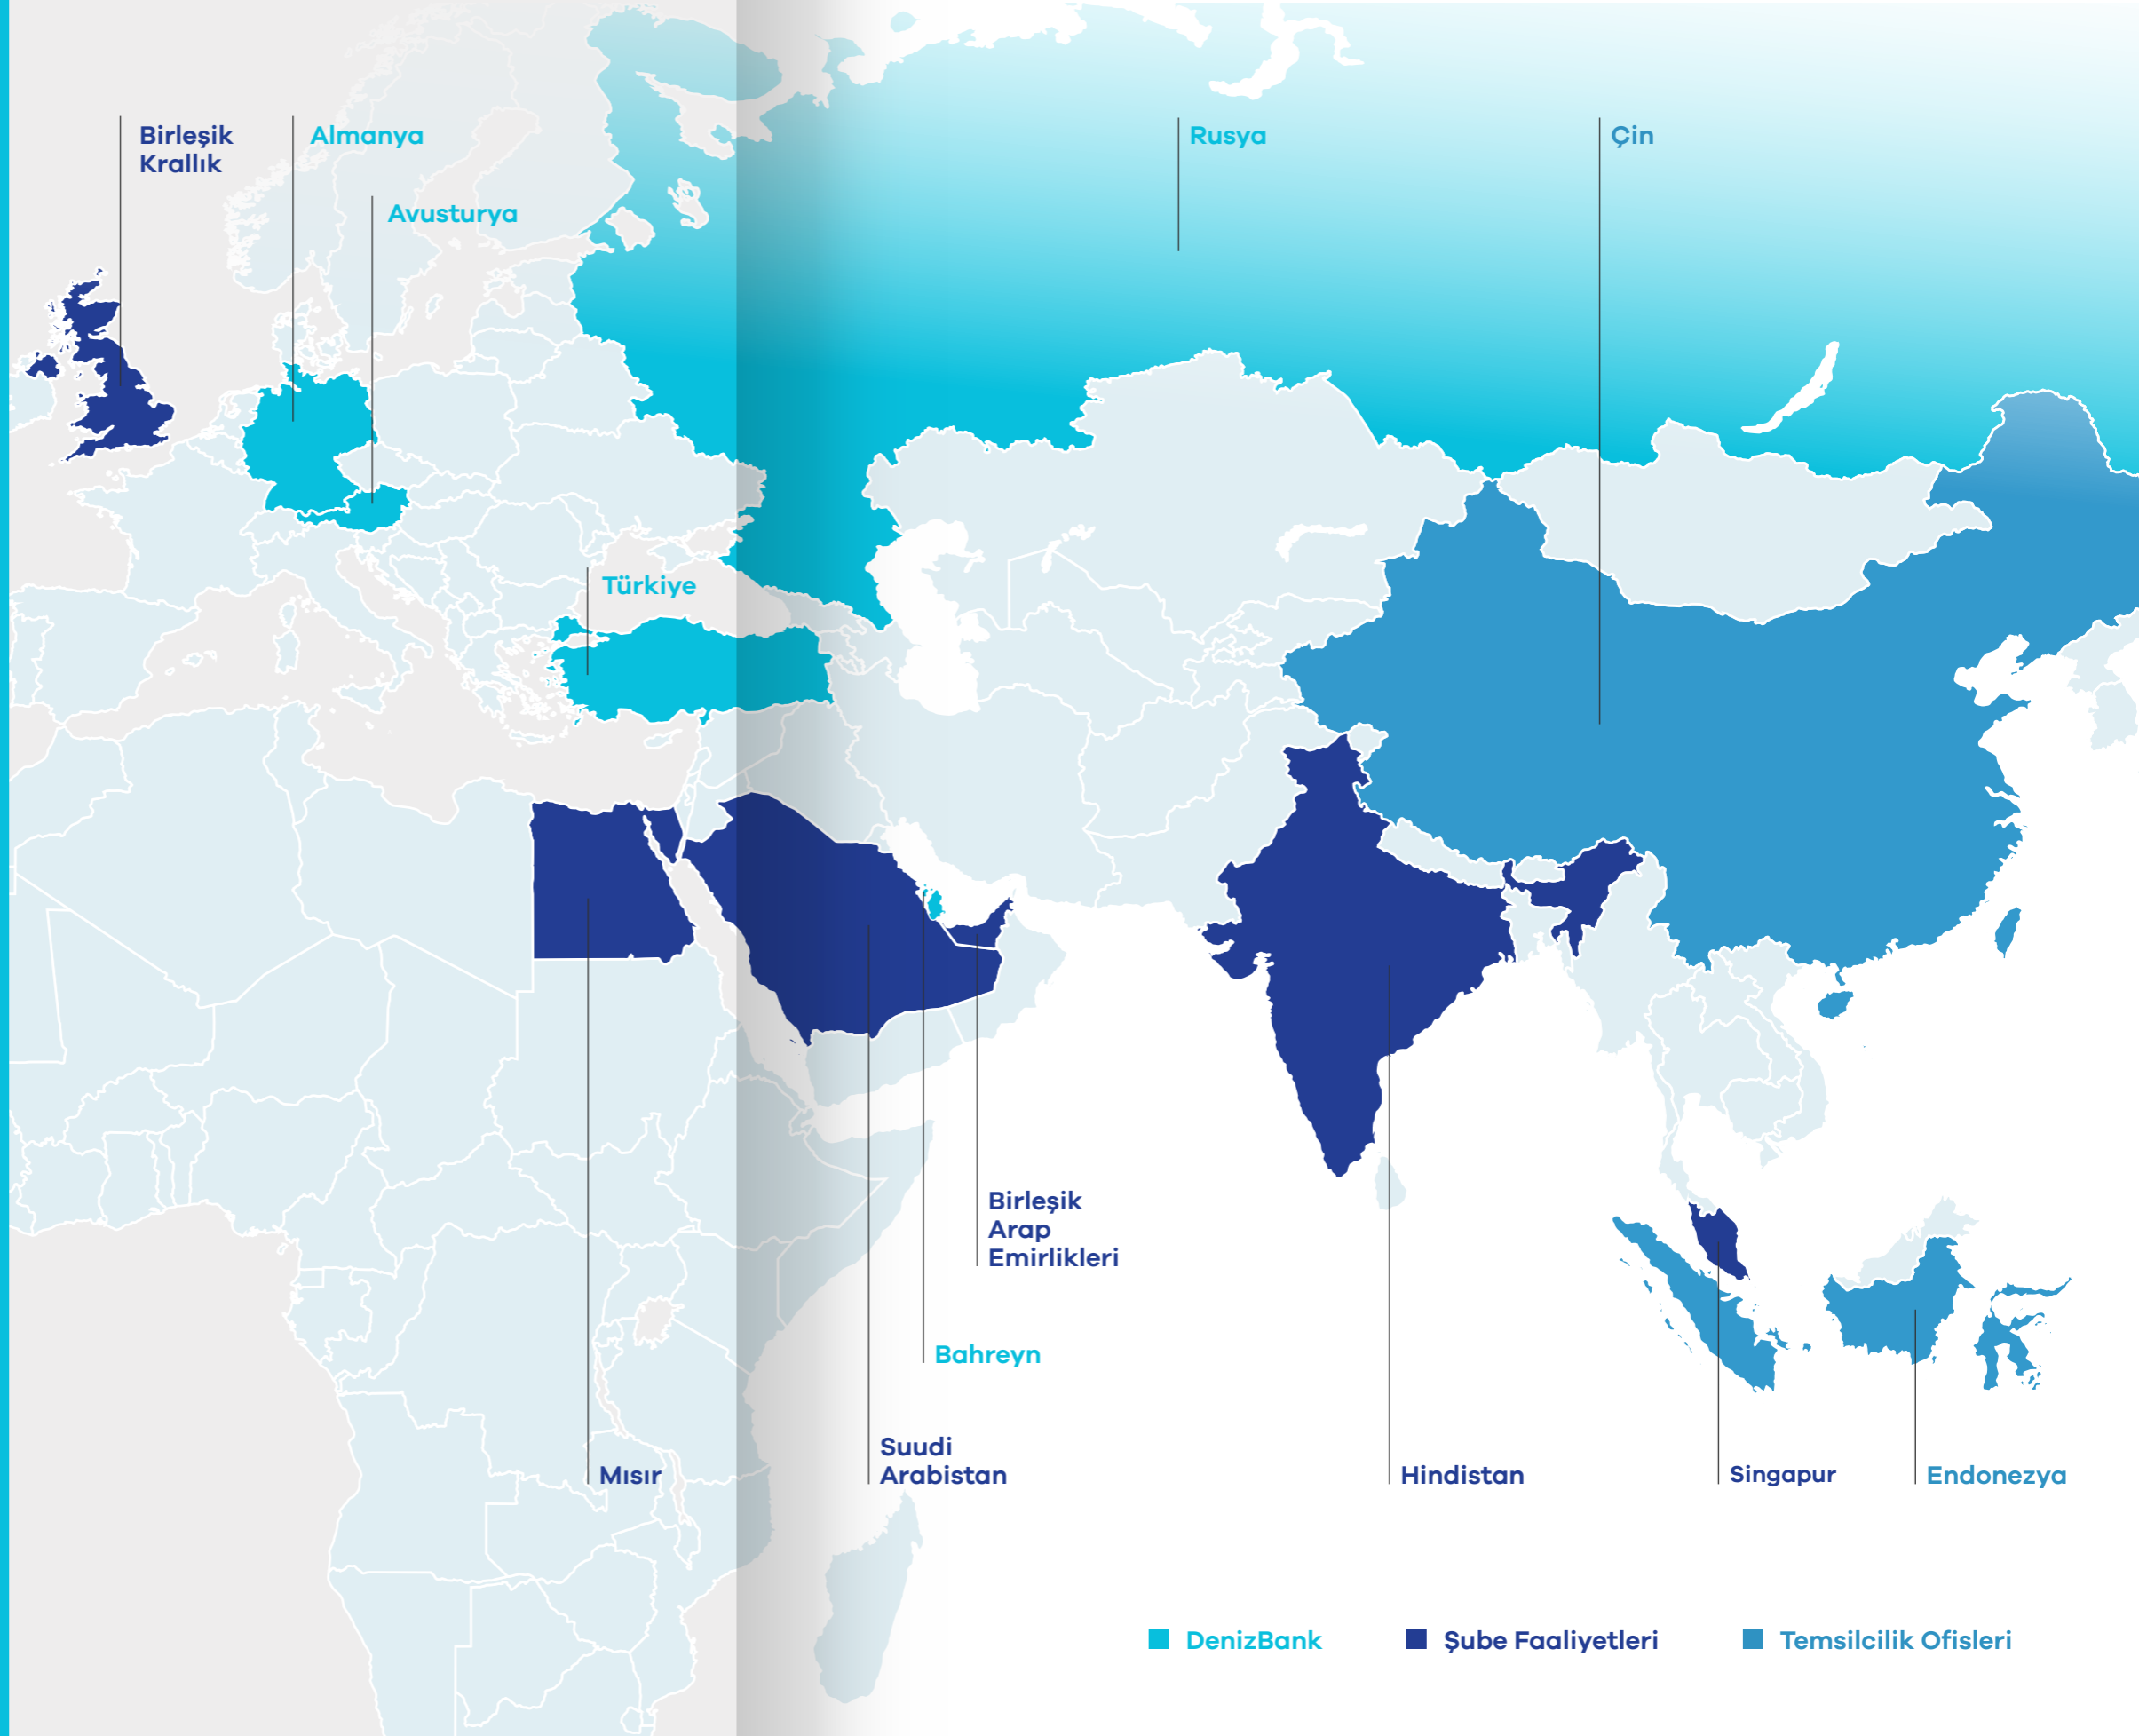 Birleşik
Krallık
Almanya
Avusturya
Rusya
Çin
Türkiye
Birleşik
Arap
Emirlikleri
Bahreyn
Suudi
Arabistan
Mısır
Hindistan
Singapur
Endonezya
DenizBank
Şube Faaliyetleri
Temsilcilik Ofisleri